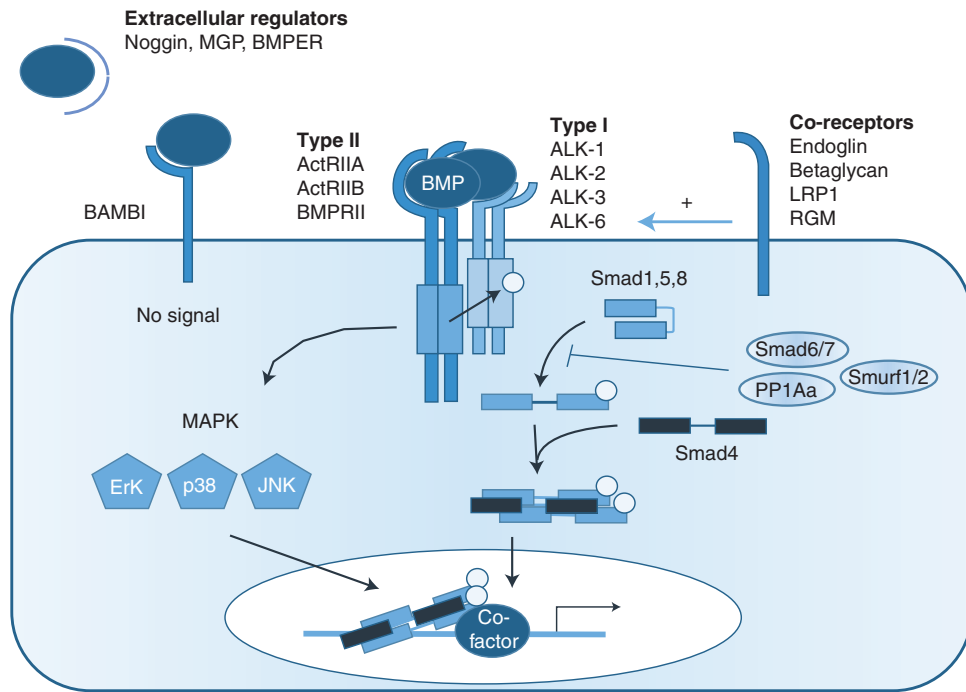 Extracellular regulators
Noggin, MGP, BMPER
BAMBI
Type II
ActRIIA
ActRIIB
BMPRII
BMP
Type I
ALK-1
ALK-2
ALK-3
ALK-6
+
Co-receptors
Endoglin
Betaglycan
LRP1
RGM
No signal
Smad1,5,8
Smad6/7
PP1Aa
Smurf1/2
Smad4
MAPK
ErK
p38
JNK
Co-
factor